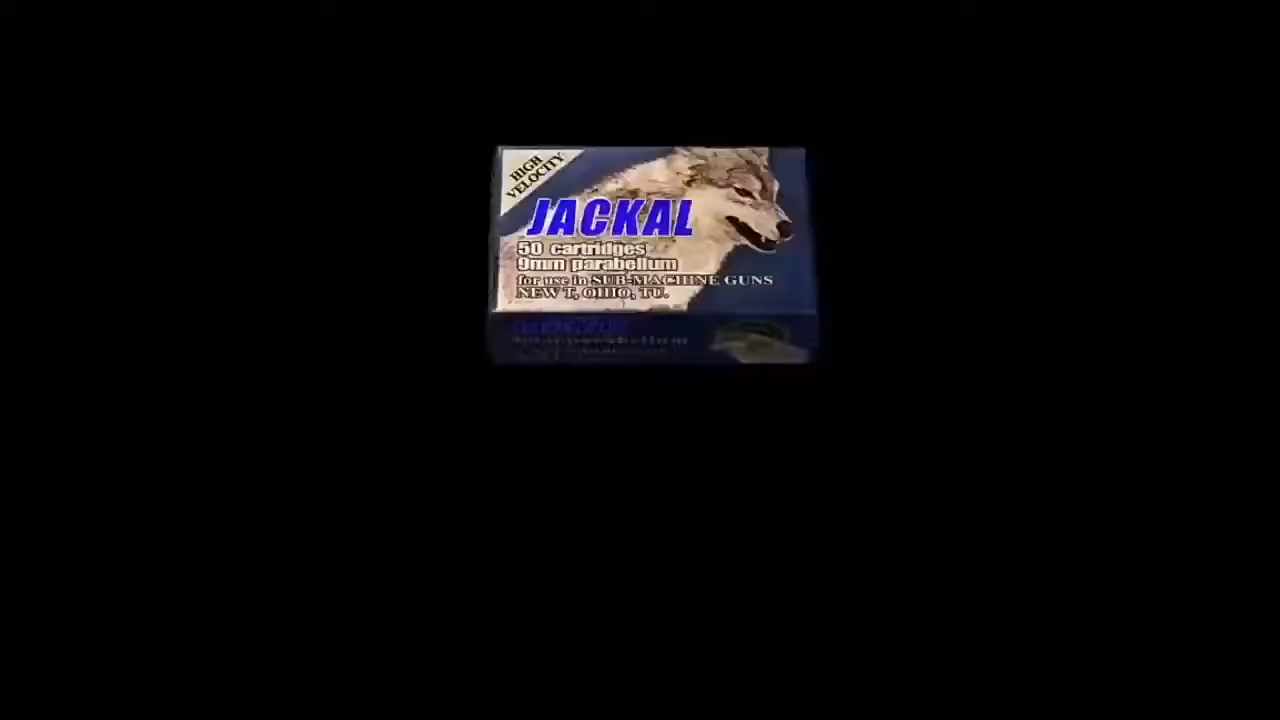 HIGH
VELOCITY
JACKAL
50 cartridges
9mm parabellum
for use in SUB-MACHINE GUNS
NEW T, OHIO, TU.